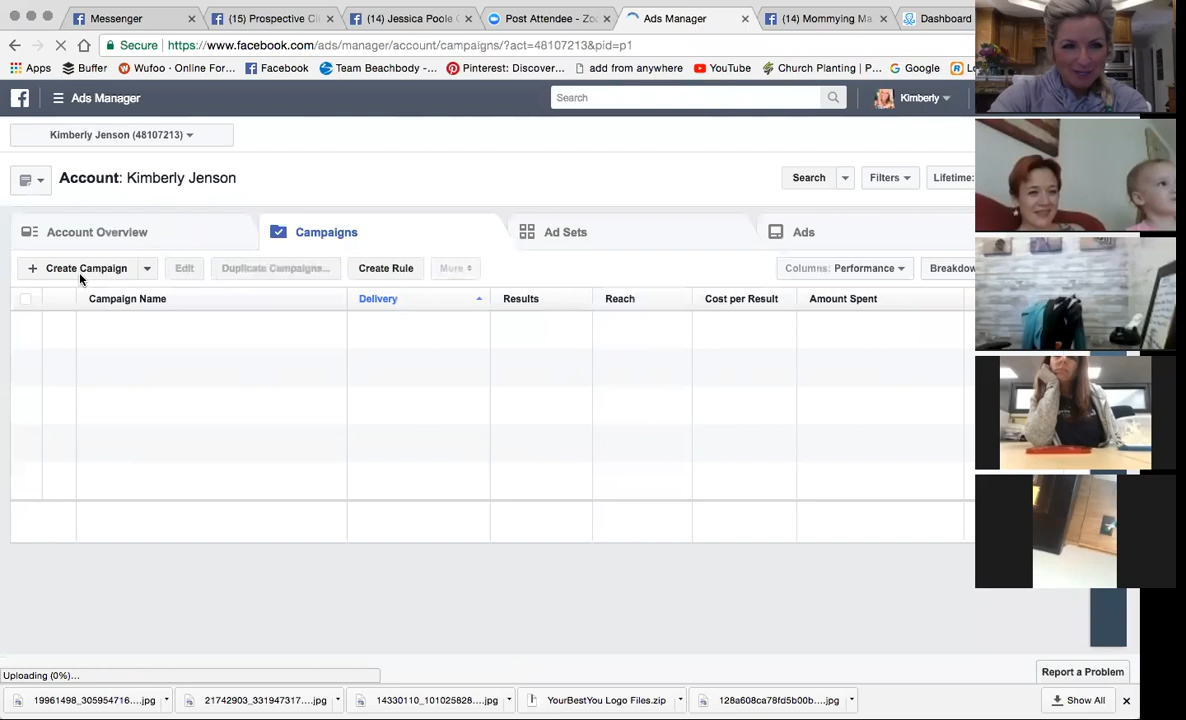 Messenger
(15) Prospective Cli
(14) Jessica Poole C
Post Attendee - Zoo
Ads Manager
(14) Mommying Ma
Dashboard
Secure
https://www.facebook.com/ads/manager/account/campaigns/?act=48107213&pid=p1
Apps
Buffer
Wufoo - Online For...
Facebook
Team Beachbody -...
Pinterest: Discover...
add from anywhere
YouTube
Church Planting | P...
Google
Lo
Ads Manager
Search
Kimberly
Kimberly Jenson (48107213)
Account: Kimberly Jenson
Search
Filters
Lifetime:
Account Overview
Campaigns
Ad Sets
Ads
+ Create Campaign
Edit
Duplicate Campaigns...
Create Rule
More
Columns: Performance
Breakdow
Campaign Name
Delivery
Results
Reach
Cost per Result
Amount Spent
Report a Problem
Uploading (0%)...
19961498_305954716....jpg
21742903_331947317....jpg
14330110_101025828....jpg
YourBestYou Logo Files.zip
128a608ca78fd5b00b....jpg
Show All